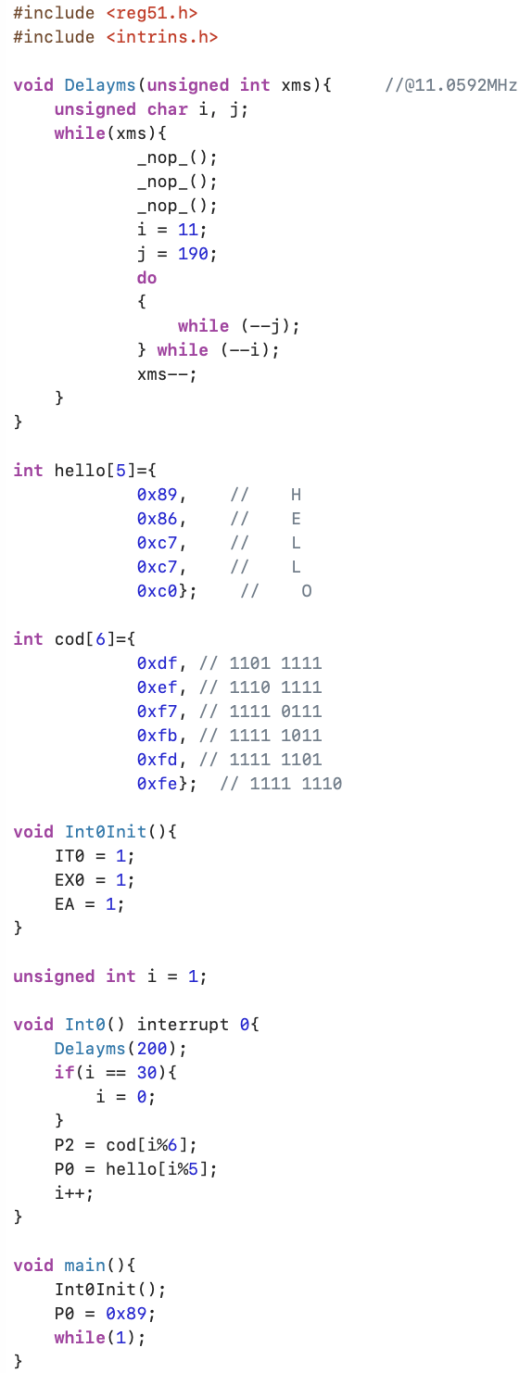 #include <reg51.h>
#include <intrins.h>

void Delayms(unsigned int xms){     //@11.0592MHz
    unsigned char i, j;
    while(xms){
            _nop_();
            _nop_();
            _nop_();
            i = 11;
            j = 190;
            do
            {
                while (--j);
            } while (--i);
            xms--;
    }
}

int hello[5]={
            0x89,    //    H
            0x86,    //    E
            0xc7,    //    L
            0xc7,    //    L
            0xc0};    //    O

int cod[6]={
            0xdf, // 1101 1111
            0xef, // 1110 1111
            0xf7, // 1111 0111
            0xfb, // 1111 1011
            0xfd, // 1111 1101
            0xfe};  // 1111 1110

void Int0Init(){
    IT0 = 1;
    EX0 = 1;
    EA = 1;
}

unsigned int i = 1;

void Int0() interrupt 0{
    Delayms(200);
    if(i == 30){
        i = 0;
    }
    P2 = cod[i%6];
    P0 = hello[i%5];
    i++;
}

void main(){
    Int0Init();
    P0 = 0x89;
    while(1);
}